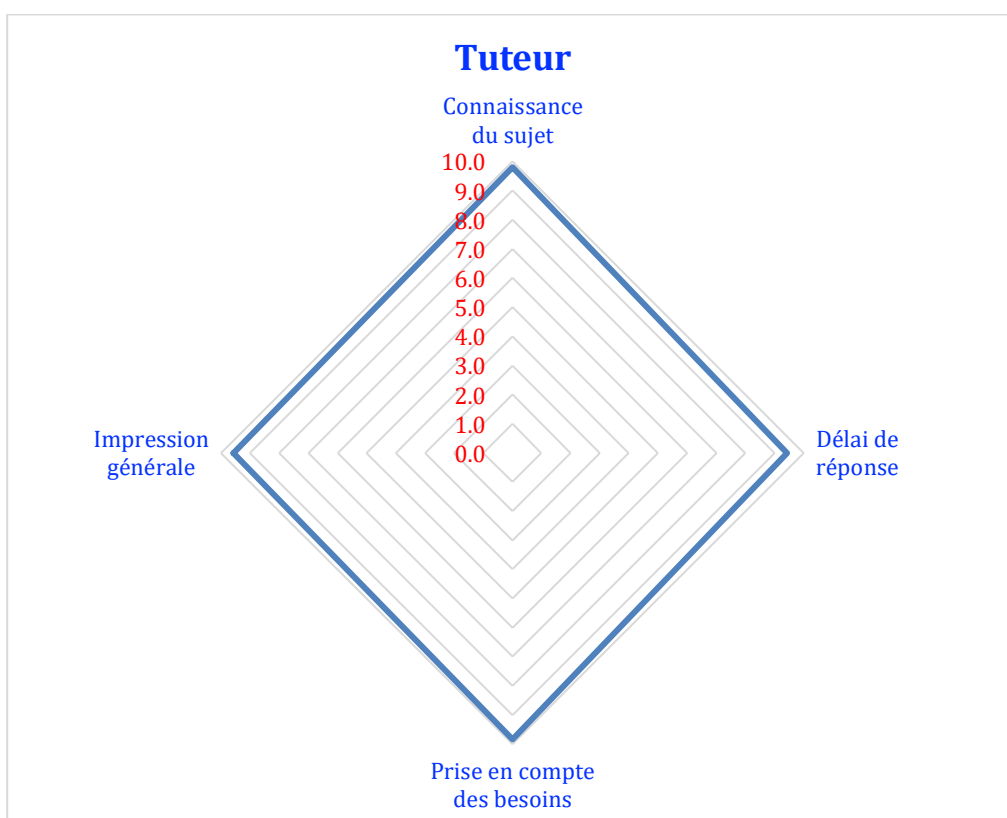 Tuteur
Connaissance
du sujet
10.0
9.0
8.0
7.0
6.0
5.0
4.0
3.0
2.0
1.0
0.0
Impression
générale
Délai de
réponse
Prise en compte
des besoins